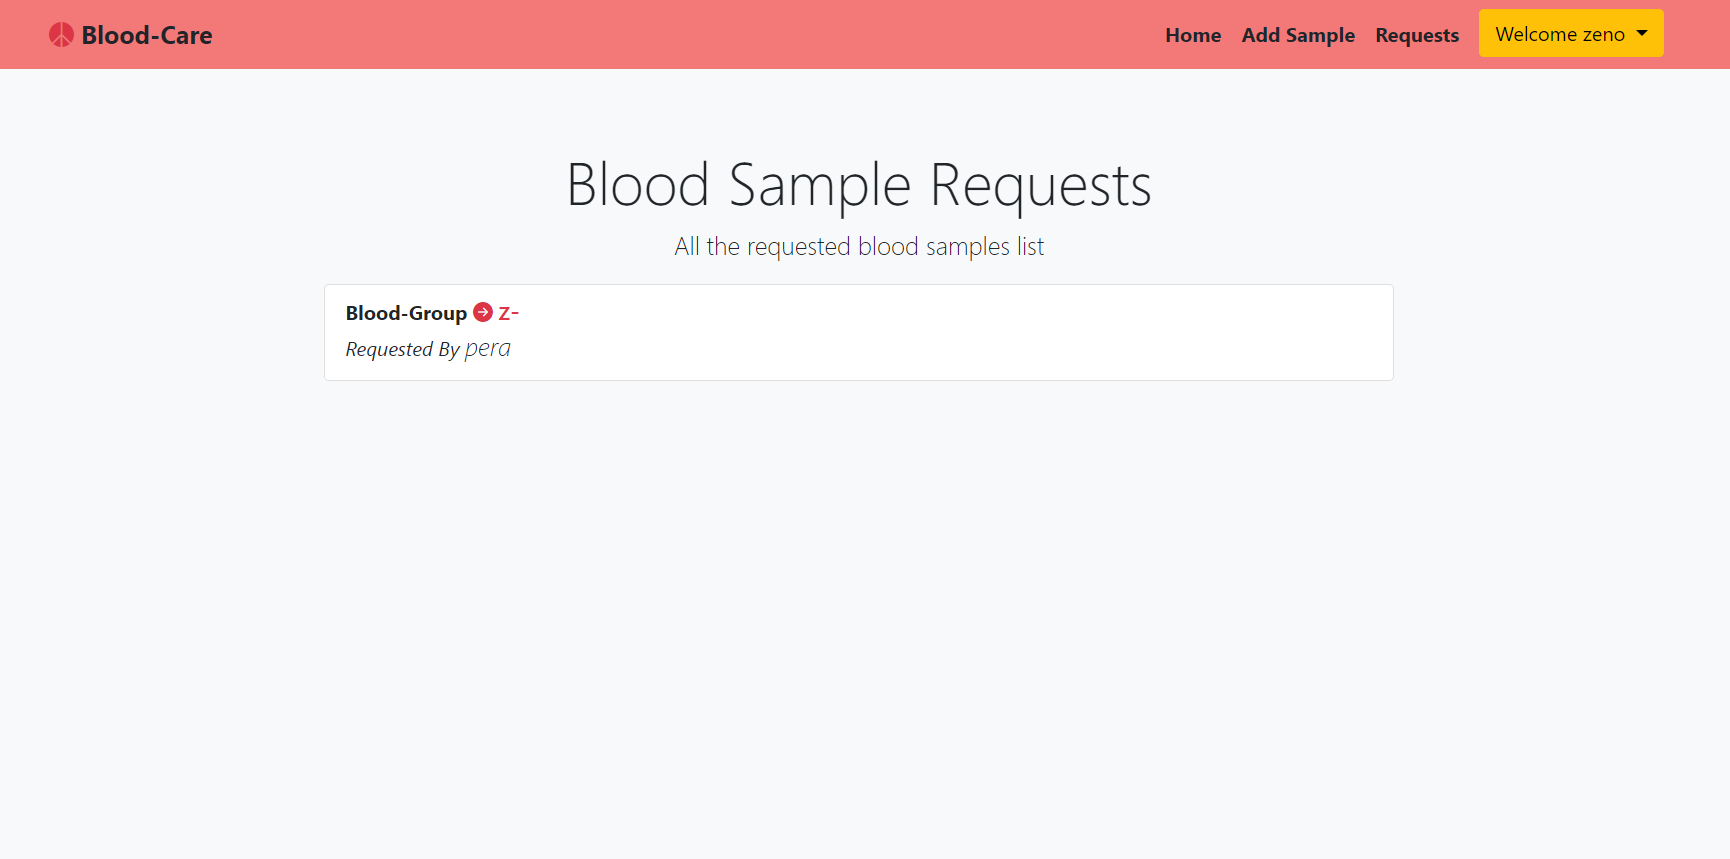 Blood-Care
Home Add Sample Requests Welcome zeno
Blood Sample Requests
All the requested blood samples list
Blood-Group z-
Requested By pera